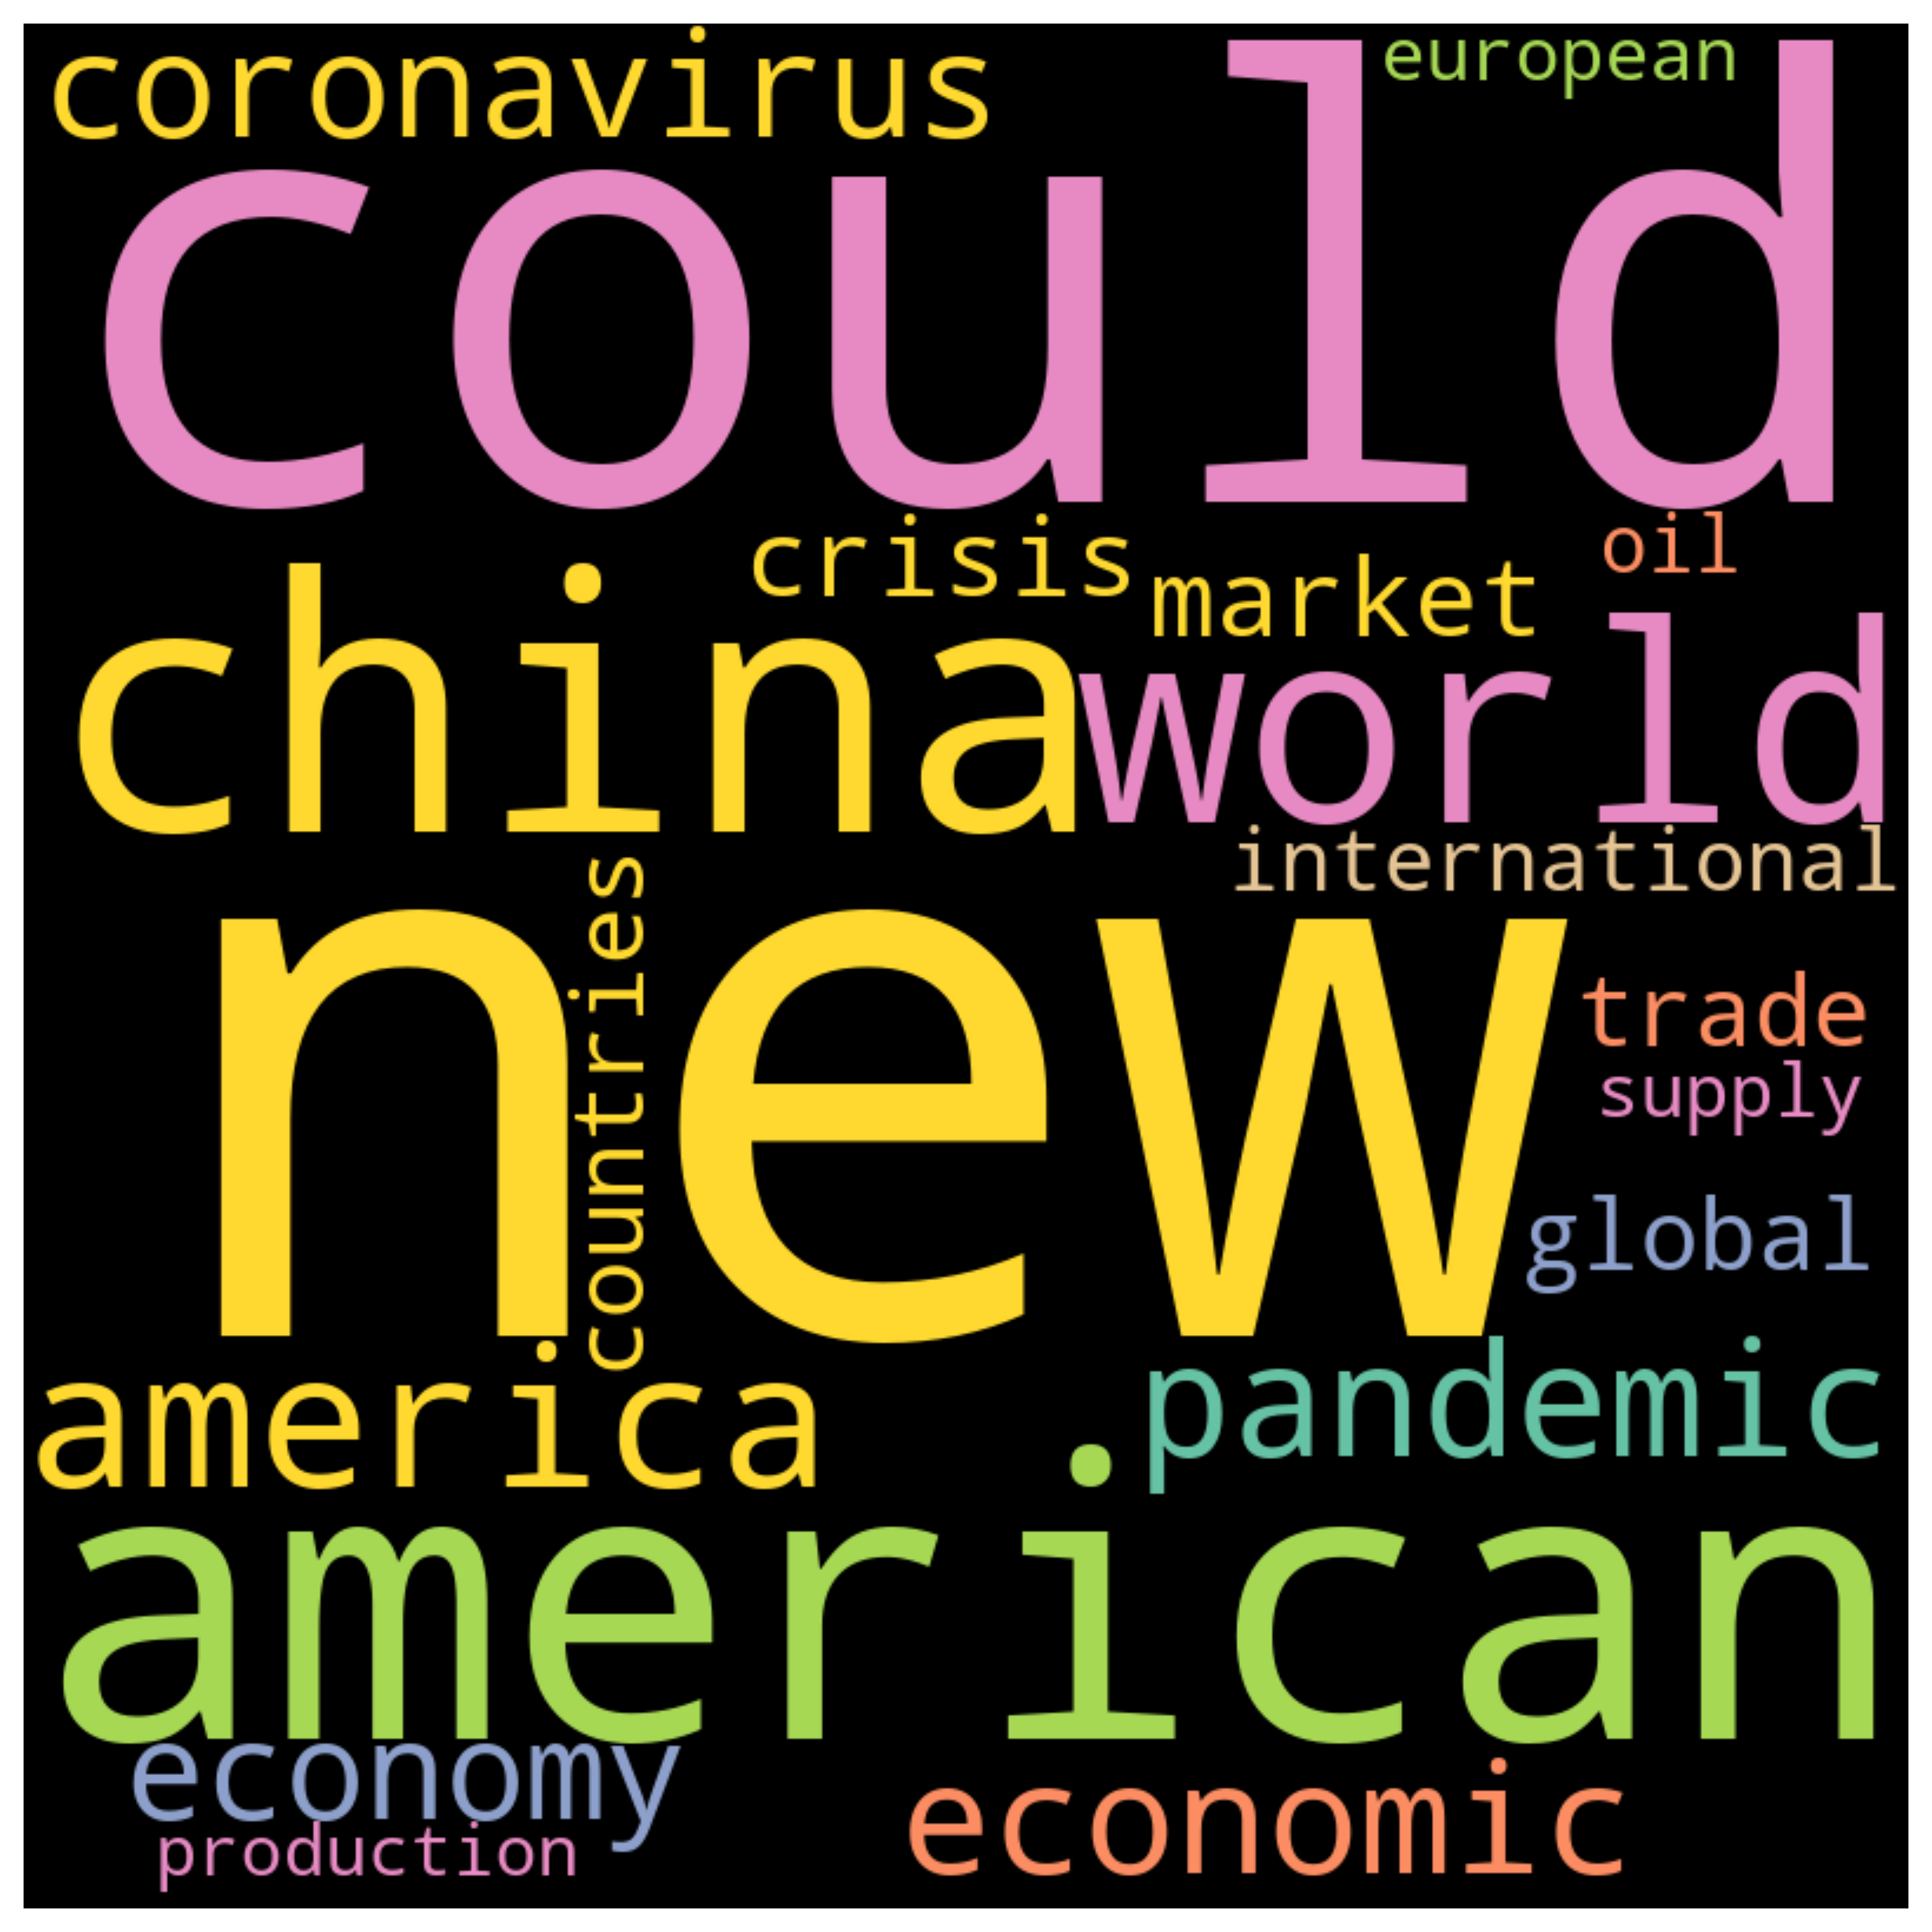 coronavirus
european
could
crisis
oil
market
china
world
international
countries
new
trade
supply
global
america
pandemic
american
economy
economic
production